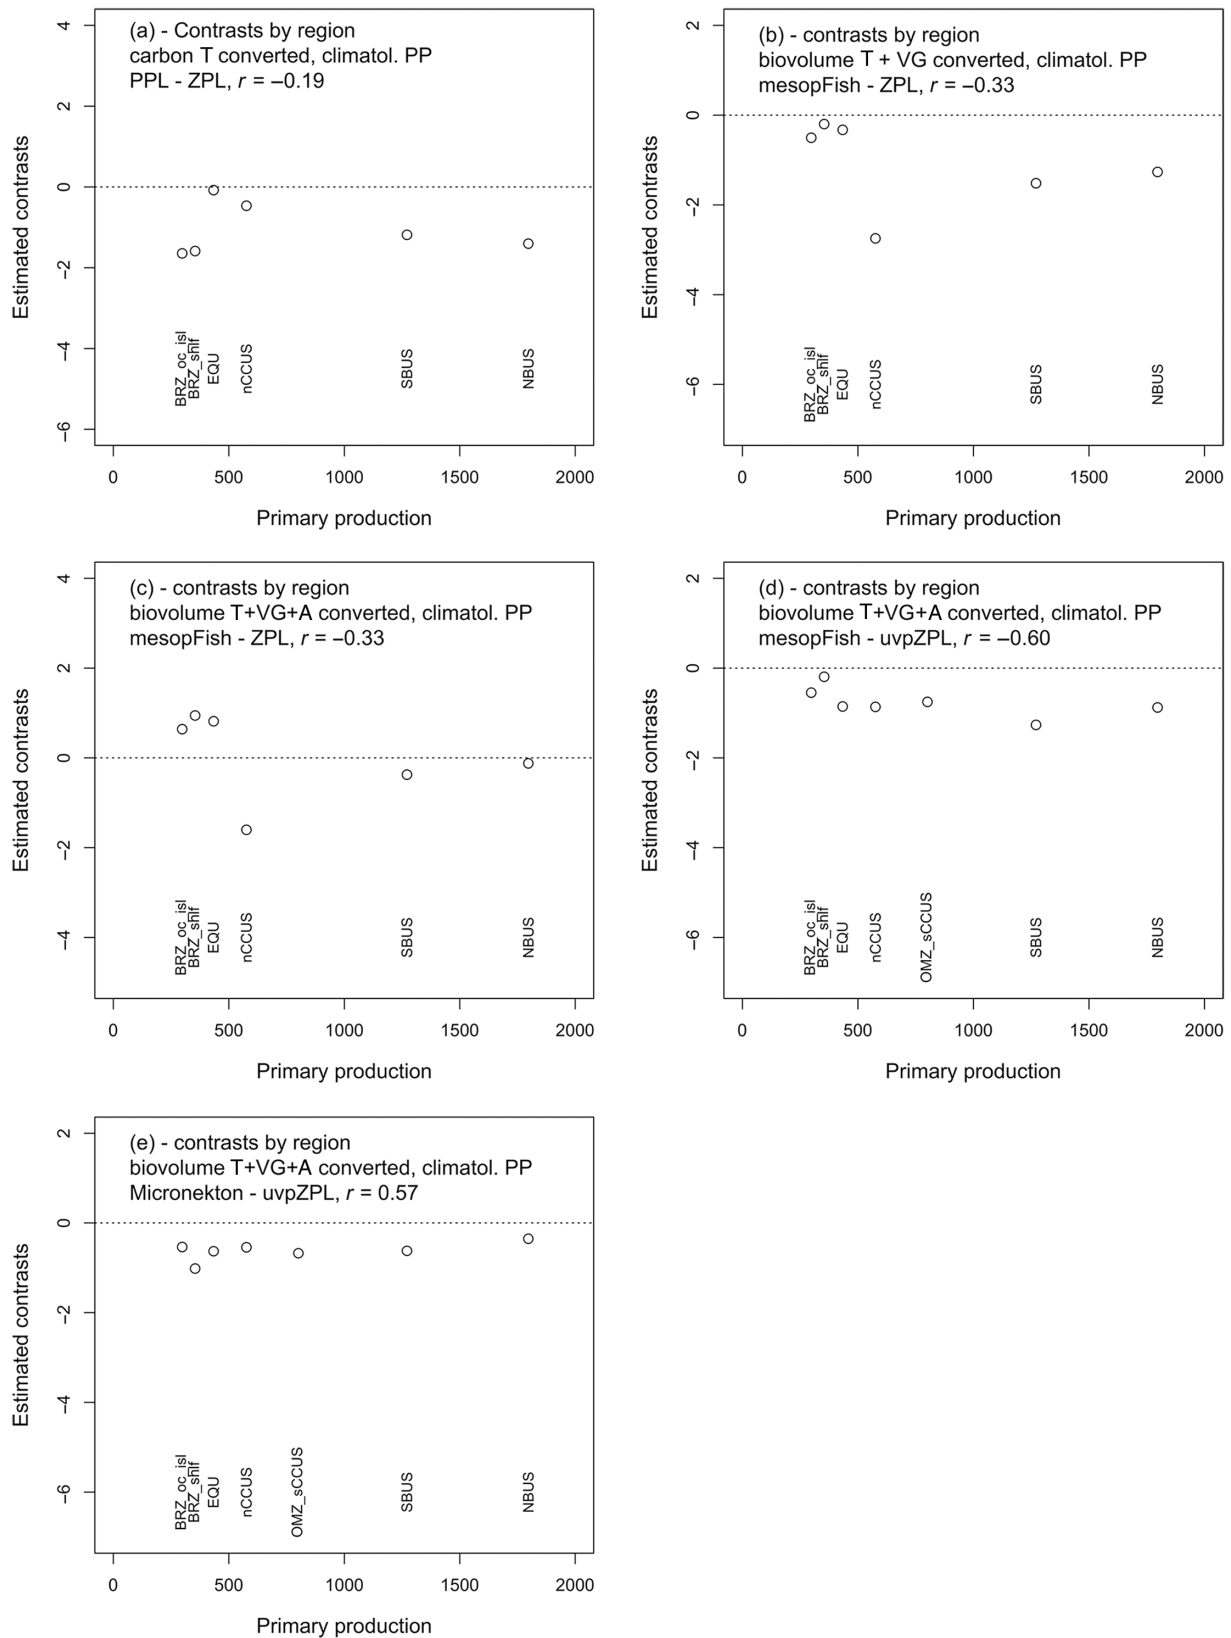 (a) - Contrasts by region
carbon T converted, climatol. PP
PPL - ZPL, r = –0.19
Estimated contrasts
4
2
0
–2
–4
–6
BRZ_oc_isl
BRZ_shlf
EQU
nCCUS
SBUS
NBUS
0 500 1000 1500 2000
Primary production
(b) - contrasts by region
biovolume T + VG converted, climatol. PP
mesopFish - ZPL, r = –0.33
Estimated contrasts
2
0
–2
–4
–6
BRZ_oc_isl
BRZ_shlf
EQU
nCCUS
SBUS
NBUS
0 500 1000 1500 2000
Primary production
(c) - contrasts by region
biovolume T+VG+A converted, climatol. PP
mesopFish - ZPL, r = –0.33
Estimated contrasts
4
2
0
–2
–4
BRZ_oc_isl
BRZ_shlf
EQU
nCCUS
SBUS
NBUS
0 500 1000 1500 2000
Primary production
(d) - contrasts by region
biovolume T+VG+A converted, climatol. PP
mesopFish - uvpZPL, r = –0.60
Estimated contrasts
2
0
–2
–4
–6
BRZ_oc_isl
BRZ_shlf
EQU
nCCUS
OMZ_sCCUS
SBUS
NBUS
0 500 1000 1500 2000
Primary production
(e) - contrasts by region
biovolume T+VG+A converted, climatol. PP
Micronekton - uvpZPL, r = 0.57
Estimated contrasts
2
0
–2
–4
–6
BRZ_oc_isl
BRZ_shlf
EQU
nCCUS
OMZ_sCCUS
SBUS
NBUS
0 500 1000 1500 2000
Primary production